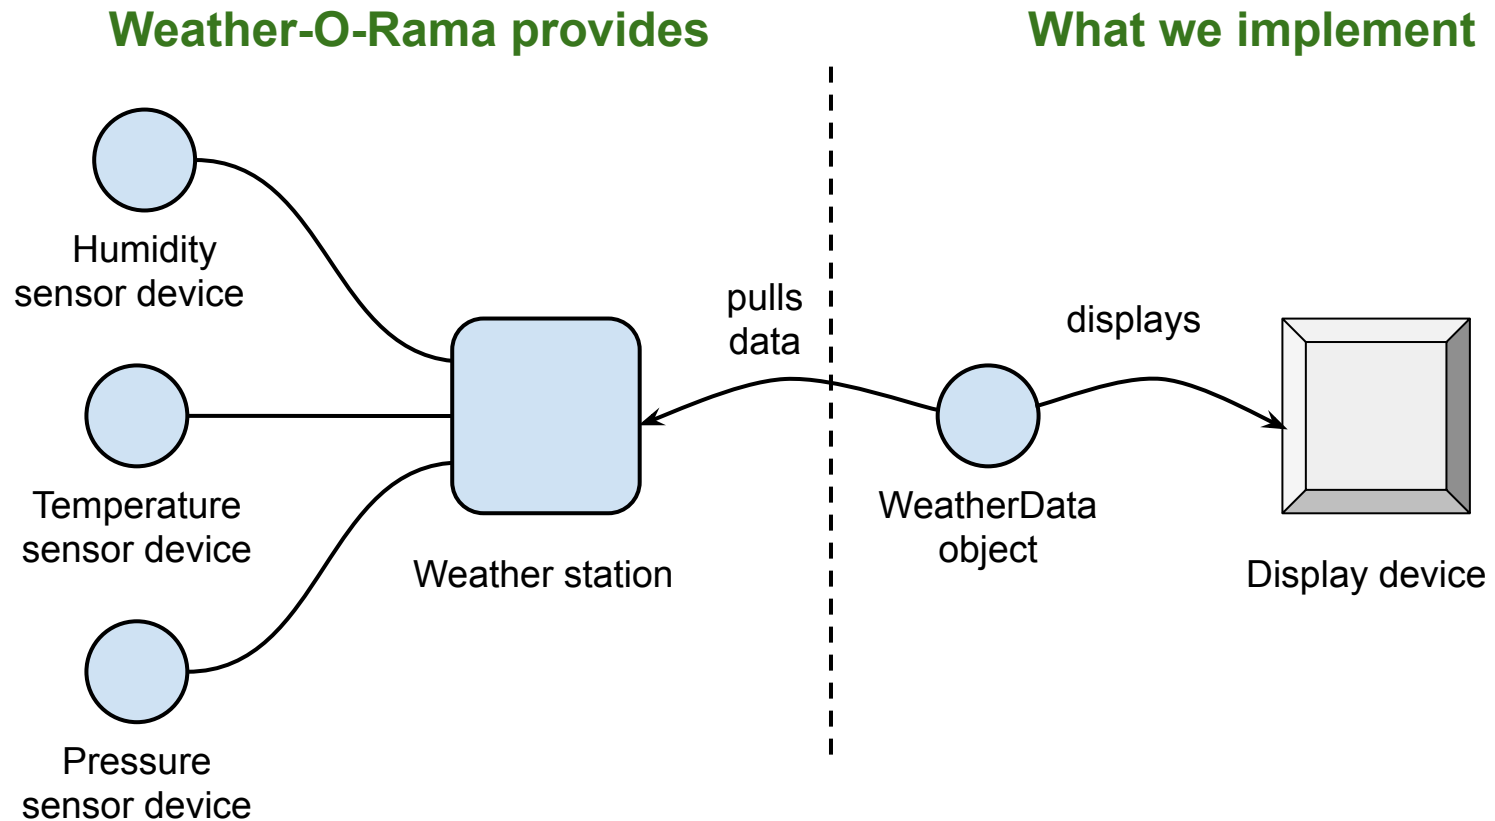 Weather-O-Rama provides
What we implement
Humidity
sensor device
pulls
data
displays
Temperature
sensor device
Weather station
WeatherData
object
Display device
Pressure
sensor device